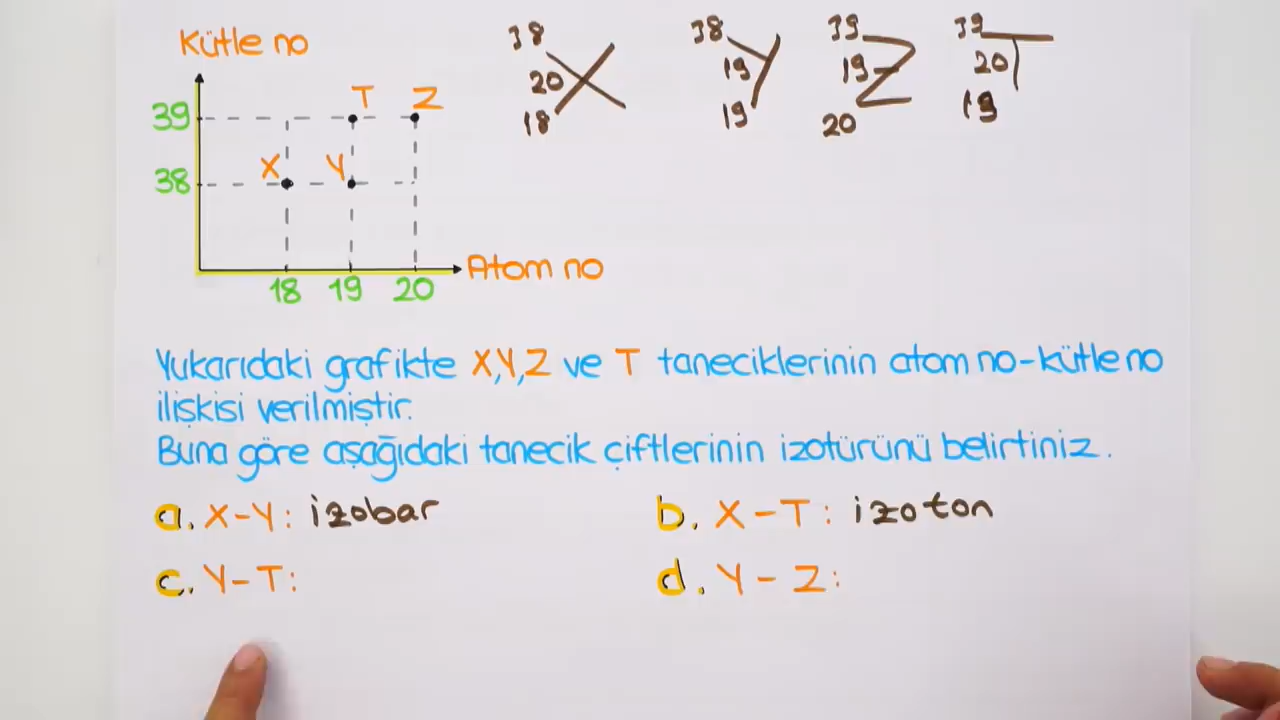 Kütle no
39
38
T
Z
X
Y
18 19 20
Atom no
38
20
18
X
38
19
19
Y
39
19
20
Z
39
20
19
T
Yukarıdaki grafikte X,Y,Z ve T taneciklerinin atom no-kütle no
ilişkisi verilmiştir.
Buna göre aşağıdaki tanecik çiftlerinin izotürünü belirtiniz.
a. X-Y: izobar
b. X-T: izoton
c. Y-T:
d. Y-Z: